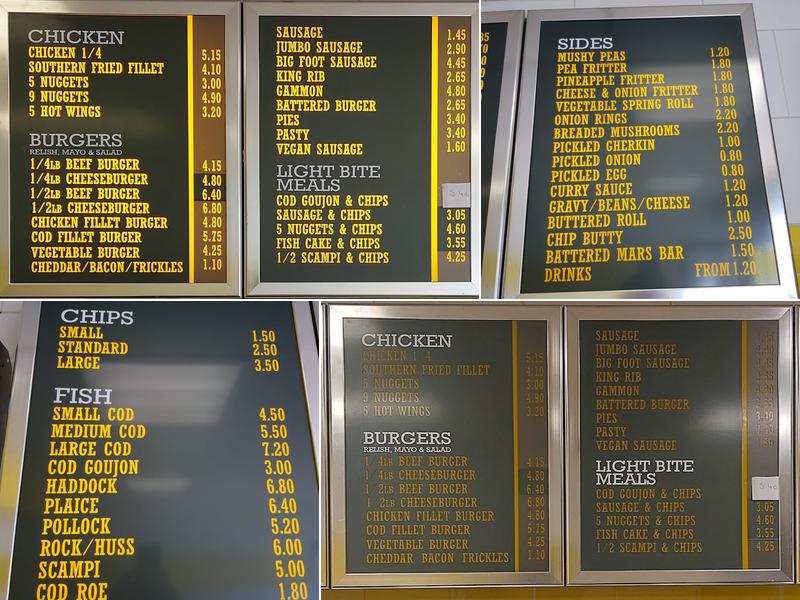 CHICKEN
CHICKEN 1/4 5.15
SOUTHERN FRIED FILLET 4.10
5 NUGGETS 3.00
9 NUGGETS 4.90
5 HOT WINGS 3.20
BURGERS
RELISH, MAYO & SALAD
1/4LB BEEF BURGER 4.15
1/4LB CHEESEBURGER 4.80
1/2LB BEEF BURGER 6.40
1/2LB CHEESEBURGER 6.80
CHICKEN FILLET BURGER 4.80
COD FILLET BURGER 5.75
VEGETABLE BURGER 4.25
CHEDDAR/BACON/FRICKLES 1.10
SAUSAGE 1.45
JUMBO SAUSAGE 2.90
BIG FOOT SAUSAGE 4.45
KING RIB 2.65
GAMMON 4.80
BATTERED BURGER 2.65
PIES 3.40
PASTY 3.40
VEGAN SAUSAGE 1.60
LIGHT BITE
MEALS
COD GOUJON & CHIPS
SAUSAGE & CHIPS 3.05
5 NUGGETS & CHIPS 4.60
FISH CAKE & CHIPS 3.55
1/2 SCAMPI & CHIPS 4.25
SIDES
MUSHY PEAS 1.20
PEA FRITTER 1.80
PINEAPPLE FRITTER 1.80
CHEESE & ONION FRITTER 1.80
VEGETABLE SPRING ROLL 1.80
ONION RINGS 2.20
BREADED MUSHROOMS 2.20
PICKLED GHERKIN 1.00
PICKLED ONION 0.80
PICKLED EGG 0.80
CURRY SAUCE 1.20
GRAVY/BEANS/CHEESE 1.20
BUTTERED ROLL 1.00
CHIP BUTTY 2.50
BATTERED MARS BAR 1.50
DRINKS FROM 1.20
CHIPS
SMALL 1.50
STANDARD 2.50
LARGE 3.50
FISH
SMALL COD 4.50
MEDIUM COD 5.50
LARGE COD 7.20
COD GOUJON 3.00
HADDOCK 6.80
PLAICE 6.40
POLLOCK 5.20
ROCK/HUSS 6.00
SCAMPI 5.00
COD ROE 1.80
CHICKEN
CHICKEN 1 4 5.15
SOUTHERN FRIED FILLET 4.10
5 NUGGETS 3.00
9 NUGGETS 4.90
5 HOT WINGS 3.20
BURGERS
RELISH, MAYO & SALAD
1/4LB BEEF BURGER 4.15
1/4LB CHEESEBURGER 4.80
1/2LB BEEF BURGER 6.40
1/2LB CHEESEBURGER 6.80
CHICKEN FILLET BURGER 4.80
COD FILLET BURGER 5.75
VEGETABLE BURGER 4.25
CHEDDAR BACON FRICKLES 1.10
SAUSAGE
JUMBO SAUSAGE
BIG FOOT SAUSAGE
KING RIB
GAMMON
BATTERED BURGER
PIES 3.40
PASTY
VEGAN SAUSAGE
LIGHT BITE
MEALS
COD GOUJON & CHIPS
SAUSAGE & CHIPS 3.05
5 NUGGETS & CHIPS 4.60
FISH CAKE & CHIPS 3.55
1/2 SCAMPI & CHIPS 4.25